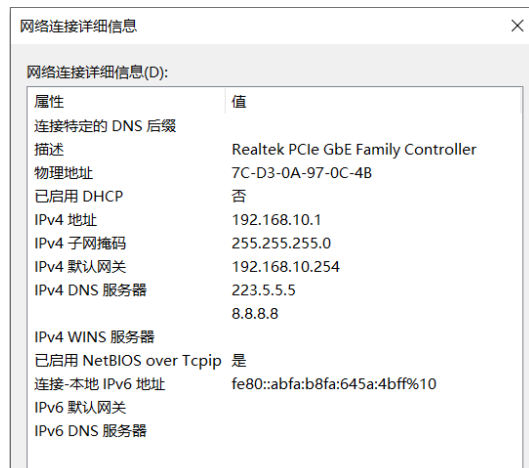 网络连接详细信息
网络连接详细信息(D):
属性 值
连接特定的 DNS 后缀
描述 Realtek PCIe GbE Family Controller
物理地址 7C-D3-0A-97-0C-4B
已启用 DHCP 否
IPv4 地址 192.168.10.1
IPv4 子网掩码 255.255.255.0
IPv4 默认网关 192.168.10.254
IPv4 DNS 服务器 223.5.5.5
8.8.8.8
IPv4 WINS 服务器
已启用 NetBIOS over Tcpip 是
连接-本地 IPv6 地址 fe80::abfa:b8fa:645a:4bff%10
IPv6 默认网关
IPv6 DNS 服务器